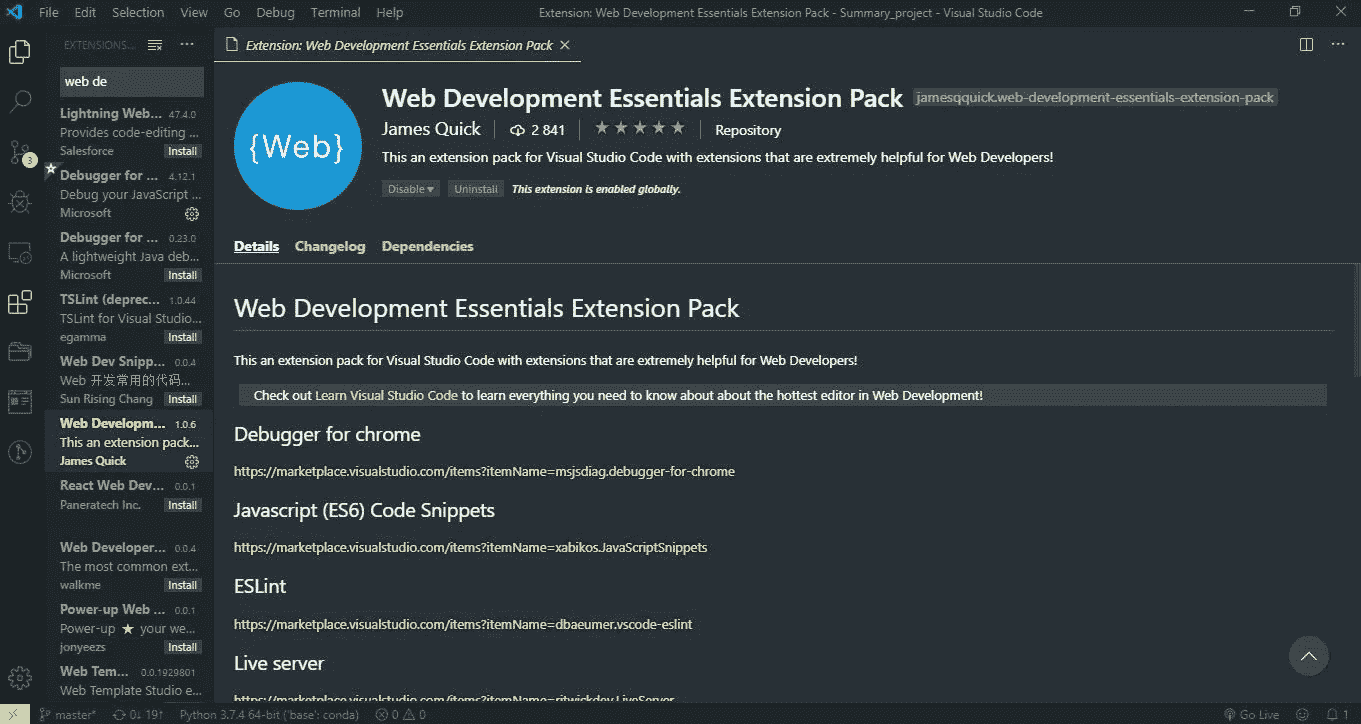 File Edit Selection View Go Debug Terminal Help
Extension: Web Development Essentials Extension Pack - Summary_project - Visual Studio Code
EXTENSIONS...
Extension: Web Development Essentials Extension Pack
web de
Lightning Web... 47.4.0
Provides code-editing ...
Salesforce Install
Debugger for ... 4.12.1
Debug your JavaScript ...
Microsoft
Debugger for ... 0.23.0
A lightweight Java deb...
Microsoft Install
TSLint (deprec... 1.0.44
TSLint for Visual Studio...
egamma Install
Web Dev Snipp... 0.0.4
Web 开发常用的代码...
Sun Rising Chang Install
Web Developm... 1.0.6
This an extension pack...
James Quick
React Web Dev... 0.0.1
Paneratech Inc. Install
Web Developer... 0.0.4
The most common ext...
walkme Install
Power-up Web ... 0.0.1
Power-up ★ your we...
jonyeezs Install
Web Tem... 0.0.1929801
Web Template Studio e...
3
{Web}
Web Development Essentials Extension Pack jamesqquick.web-development-essentials-extension-pack
James Quick 2 841 Repository
This an extension pack for Visual Studio Code with extensions that are extremely helpful for Web Developers!
Disable Uninstall This extension is enabled globally.
Details Changelog Dependencies
Web Development Essentials Extension Pack
This an extension pack for Visual Studio Code with extensions that are extremely helpful for Web Developers!
Check out Learn Visual Studio Code to learn everything you need to know about about the hottest editor in Web Development!
Debugger for chrome
https://marketplace.visualstudio.com/items?itemName=msjsdiag.debugger-for-chrome
Javascript (ES6) Code Snippets
https://marketplace.visualstudio.com/items?itemName=xabikos.JavaScriptSnippets
ESLint
https://marketplace.visualstudio.com/items?itemName=dbaeumer.vscode-eslint
Live server
https://marketplace.visualstudio.com/items?itemName=ritwickdey.LiveServer
master* 0↓ 19↑ Python 3.7.4 64-bit ('base': conda) 0 0 Go Live 1